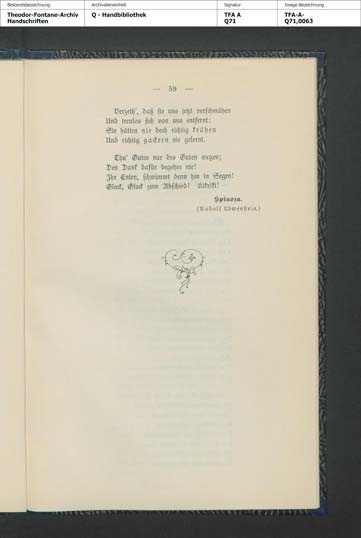 Bestandsbezeichnung
Archivalieneinheit
Signatur
Image-Bezeichnung
Theodor-Fontane-Archiv
Handschriften
Q - Handbibliothek
TFA A
Q71
TFA-A-
Q71,0063
— 59 —
Verzeih', daß sie uns jetzt verschmähen
Und treulos sich von uns entfernt;
Sie hätten nie doch richtig krähen
Und richtig gackern nie gelernt.
Thu' Gutes nur des Guten wegen;
Den Dank dafür begehre nie!
Ihr Enten, schwimmt denn hin in Segen!
Gluck, Gluck zum Abschied! Kikriki!
Spinoza.
(Rudolf Löwenstein.)